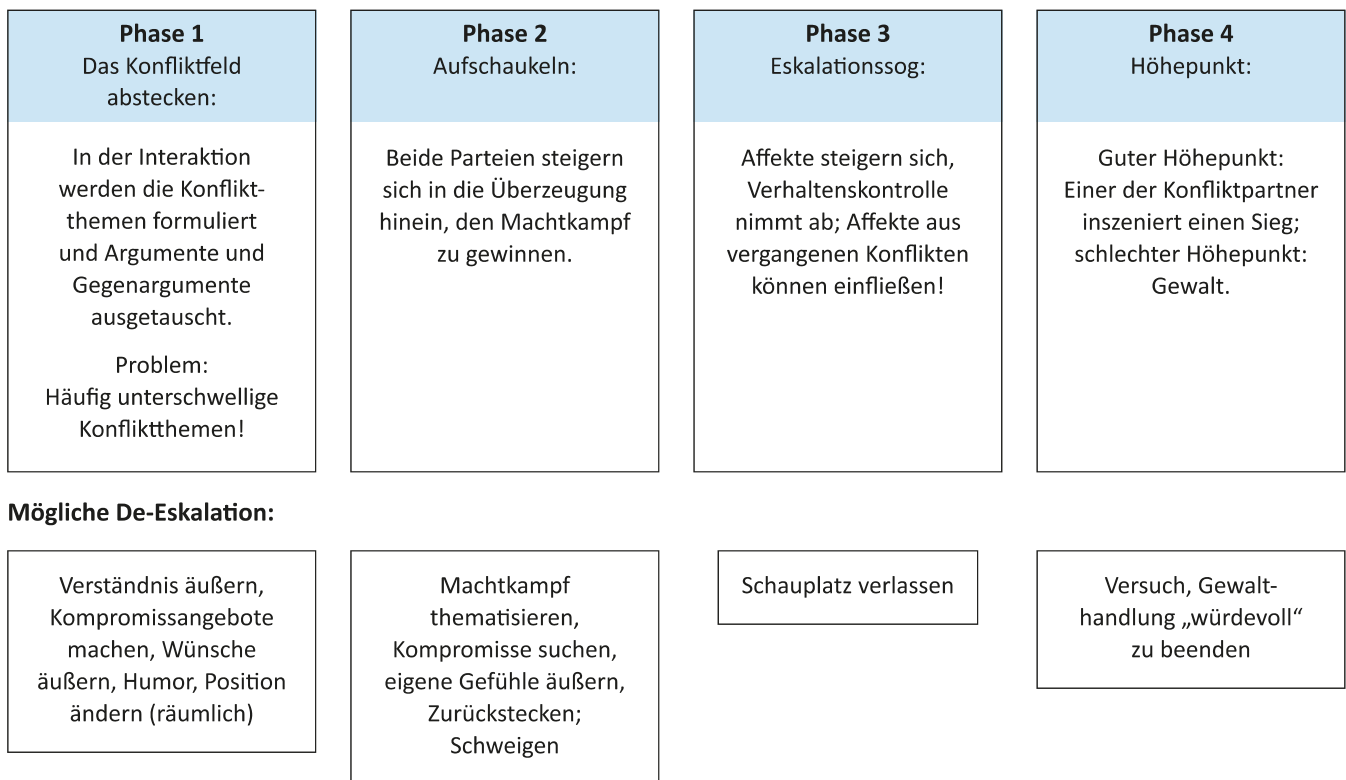 Phase 1
Das Konfliktfeld
abstecken:
In der Interaktion
werden die Konflikt-
themen formuliert
und Argumente und
Gegenargumente
ausgetauscht.
Problem:
Häufig unterschwellige
Konfliktthemen!
Phase 2
Aufschaukeln:
Beide Parteien steigern
sich in die Überzeugung
hinein, den Machtkampf
zu gewinnen.
Phase 3
Eskalationssog:
Affekte steigern sich,
Verhaltenskontrolle
nimmt ab; Affekte aus
vergangenen Konflikten
können einfließen!
Phase 4
Höhepunkt:
Guter Höhepunkt:
Einer der Konfliktpartner
inszeniert einen Sieg;
schlechter Höhepunkt:
Gewalt.
Mögliche De-Eskalation:
Verständnis äußern,
Kompromissangebote
machen, Wünsche
äußern, Humor, Position
ändern (räumlich)
Machtkampf
thematisieren,
Kompromisse suchen,
eigene Gefühle äußern,
Zurückstecken;
Schweigen
Schauplatz verlassen
Versuch, Gewalt-
handlung „würdevoll“
zu beenden